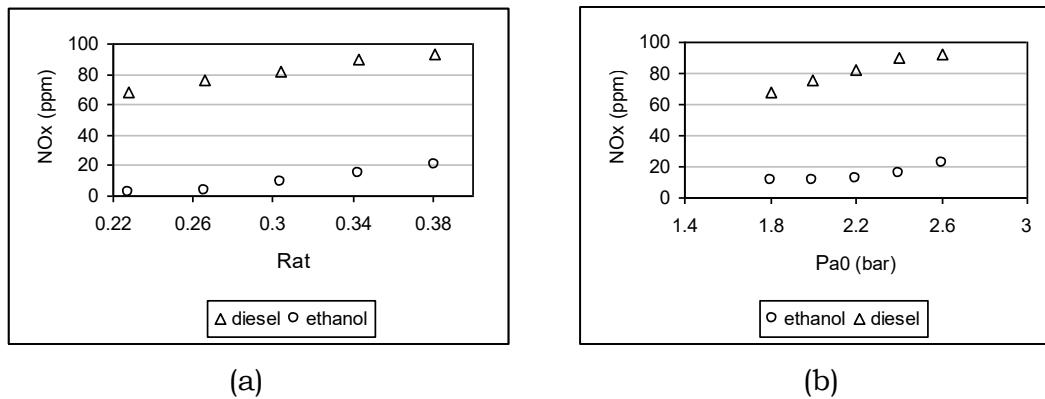 100
80
60
40
20
0
NOx (ppm)
0.22 0.26 0.3 0.34 0.38
Rat
diesel ethanol
(a)
100
80
60
40
20
0
NOx (ppm)
1.4 1.8 2.2 2.6 3
Pa0 (bar)
ethanol diesel
(b)